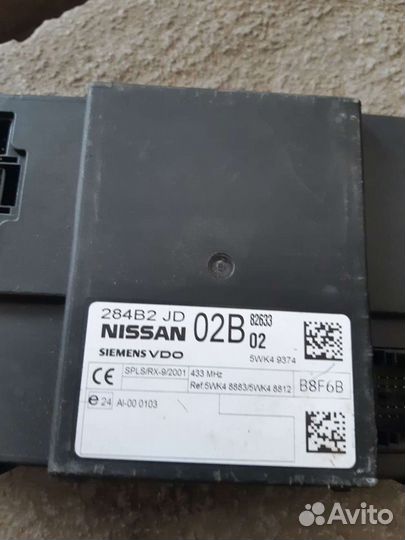 284B2 JD
NISSAN 02B 82633 02
SIEMENS VDO 5WK4 9374
CE SPLS/RX-9/2001 433 MHz
Ref.5WK4 8883/5WK4 8812 B8F6B
e 24 AI-00 0103
Avito